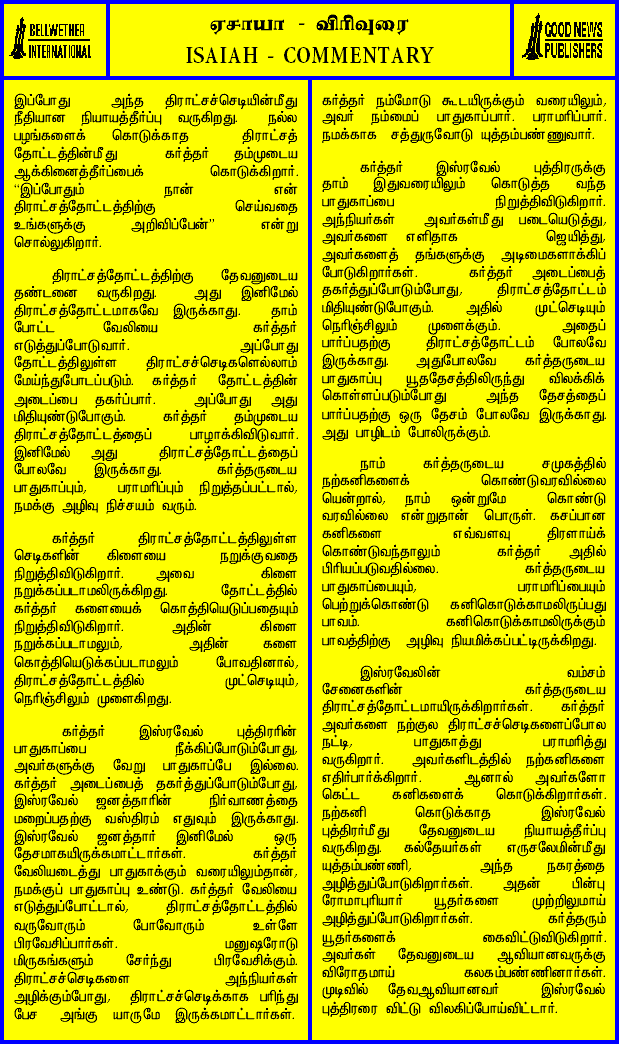 BELLWETHER
INTERNATIONAL
ஏசாயா - விரிவுரை
ISAIAH - COMMENTARY
GOOD NEWS
PUBLISHERS
இப்போது அந்த திராட்சச்செடியின்மீது
நீதியான நியாயத்தீர்ப்பு வருகிறது. நல்ல
பழங்களைக் கொடுக்காத திராட்சத்
தோட்டத்தின்மீது கர்த்தர் தம்முடைய
ஆக்கினைத்தீர்ப்பைக் கொடுக்கிறார்.
“இப்போதும் நான் என்
திராட்சத்தோட்டத்திற்கு செய்வதை
உங்களுக்கு அறிவிப்பேன்” என்று
சொல்லுகிறார்.
திராட்சத்தோட்டத்திற்கு தேவனுடைய
தண்டனை வருகிறது. அது இனிமேல்
திராட்சத்தோட்டமாகவே இருக்காது. தாம்
போட்ட வேலியை கர்த்தர்
எடுத்துப்போடுவார். அப்போது
தோட்டத்திலுள்ள திராட்சச்செடிகளெல்லாம்
மேய்ந்துபோடப்படும். கர்த்தர் தோட்டத்தின்
அடைப்பை தகர்ப்பார். அப்போது அது
மிதியுண்டுபோகும். கர்த்தர் தம்முடைய
திராட்சத்தோட்டத்தைப் பாழாக்கிவிடுவார்.
இனிமேல் அது திராட்சத்தோட்டத்தைப்
போலவே இருக்காது. கர்த்தருடைய
பாதுகாப்பும், பராமரிப்பும் நிறுத்தப்பட்டால்,
நமக்கு அழிவு நிச்சயம் வரும்.
கர்த்தர் திராட்சத்தோட்டத்திலுள்ள
செடிகளின் கிளையை நறுக்குவதை
நிறுத்திவிடுகிறார். அவை கிளை
நறுக்கப்படாமலிருக்கிறது. தோட்டத்தில்
கர்த்தர் களையைக் கொத்தியெடுப்பதையும்
நிறுத்திவிடுகிறார். அதின் கிளை
நறுக்கப்படாமலும், அதின் களை
கொத்தியெடுக்கப்படாமலும் போவதினால்,
திராட்சத்தோட்டத்தில் முட்செடியும்,
நெரிஞ்சிலும் முளைகிறது.
கர்த்தர் இஸ்ரவேல் புத்திரரின்
பாதுகாப்பை நீக்கிப்போடும்போது,
அவர்களுக்கு வேறு பாதுகாப்பே இல்லை.
கர்த்தர் அடைப்பைத் தகர்த்துப்போடும்போது,
இஸ்ரவேல் ஜனத்தாரின் நிர்வாணத்தை
மறைப்பதற்கு வஸ்திரம் எதுவும் இருக்காது.
இஸ்ரவேல் ஜனத்தார் இனிமேல் ஒரு
தேசமாகயிருக்கமாட்டார்கள். கர்த்தர்
வேலியடைத்து பாதுகாக்கும் வரையிலும்தான்,
நமக்குப் பாதுகாப்பு உண்டு. கர்த்தர் வேலியை
எடுத்துப்போட்டால், திராட்சத்தோட்டத்தில்
வருவோரும் போவோரும் உள்ளே
பிரவேசிப்பார்கள். மனுஷரோடு
மிருகங்களும் சேர்ந்து பிரவேசிக்கும்.
திராட்சச்செடிகளை அந்நியர்கள்
அழிக்கும்போது, திராட்சச்செடிக்காக பரிந்து
பேச அங்கு யாருமே இருக்கமாட்டார்கள்.
கர்த்தர் நம்மோடு கூடயிருக்கும் வரையிலும்,
அவர் நம்மைப் பாதுகாப்பார். பராமரிப்பார்.
நமக்காக சத்துருவோடு யுத்தம்பண்ணுவார்.
கர்த்தர் இஸ்ரவேல் புத்திரருக்கு
தாம் இதுவரையிலும் கொடுத்த வந்த
பாதுகாப்பை நிறுத்திவிடுகிறார்.
அந்நியர்கள் அவர்கள்மீது படையெடுத்து,
அவர்களை எளிதாக ஜெயித்து,
அவர்களைத் தங்களுக்கு அடிமைகளாக்கிப்
போடுகிறார்கள். கர்த்தர் அடைப்பைத்
தகர்த்துப்போடும்போது, திராட்சத்தோட்டம்
மிதியுண்டுபோகும். அதில் முட்செடியும்
நெரிஞ்சிலும் முளைக்கும். அதைப்
பார்ப்பதற்கு திராட்சத்தோட்டம் போலவே
இருக்காது. அதுபோலவே கர்த்தருடைய
பாதுகாப்பு யூததேசத்திலிருந்து விலக்கிக்
கொள்ளப்படும்போது அந்த தேசத்தைப்
பார்ப்பதற்கு ஒரு தேசம் போலவே இருக்காது.
அது பாழிடம் போலிருக்கும்.
நாம் கர்த்தருடைய சமுகத்தில்
நற்கனிகளைக் கொண்டுவரவில்லை
யென்றால், நாம் ஒன்றுமே கொண்டு
வரவில்லை என்றுதான் பொருள். கசப்பான
கனிகளை எவ்வளவு திரளாய்க்
கொண்டுவந்தாலும் கர்த்தர் அதில்
பிரியப்படுவதில்லை. கர்த்தருடைய
பாதுகாப்பையும், பராமரிப்பையும்
பெற்றுக்கொண்டு கனிகொடுக்காமலிருப்பது
பாவம். கனிகொடுக்காமலிருக்கும்
பாவத்திற்கு அழிவு நியமிக்கப்பட்டிருக்கிறது.
இஸ்ரவேலின் வம்சம்
சேனைகளின் கர்த்தருடைய
திராட்சத்தோட்டமாயிருக்கிறார்கள். கர்த்தர்
அவர்களை நற்குல திராட்சச்செடிகளைப்போல
நட்டி, பாதுகாத்து பராமரித்து
வருகிறார். அவர்களிடத்தில் நற்கனிகளை
எதிர்பார்க்கிறார். ஆனால் அவர்களோ
கெட்ட கனிகளைக் கொடுக்கிறார்கள்.
நற்கனி கொடுக்காத இஸ்ரவேல்
புத்திரர்மீது தேவனுடைய நியாயத்தீர்ப்பு
வருகிறது. கல்தேயர்கள் எருசலேமின்மீது
யுத்தம்பண்ணி, அந்த நகரத்தை
அழித்துப்போடுகிறார்கள். அதன் பின்பு
ரோமாபுரியார் யூதர்களை முற்றிலுமாய்
அழித்துப்போடுகிறார்கள். கர்த்தரும்
யூதர்களைக் கைவிட்டுவிடுகிறார்.
அவர்கள் தேவனுடைய ஆவியானவருக்கு
விரோதமாய் கலகம்பண்ணினார்கள்.
முடிவில் தேவஆவியானவர் இஸ்ரவேல்
புத்திரரை விட்டு விலகிப்போய்விட்டார்.